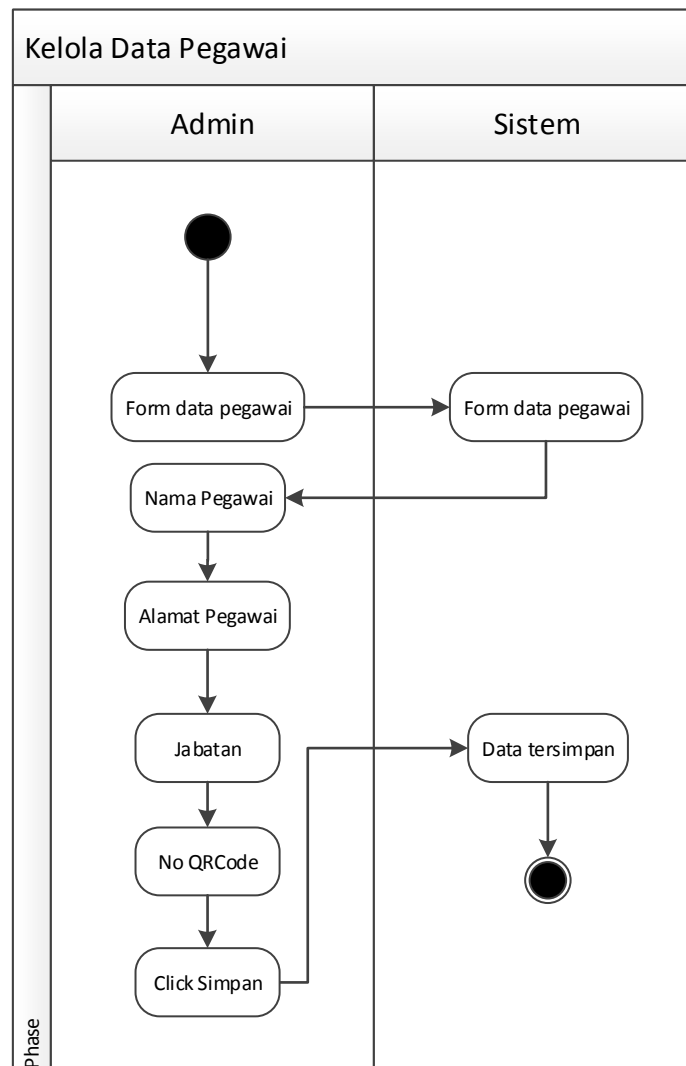 Kelola Data Pegawai
Admin
Sistem
Form data pegawai
Form data pegawai
Nama Pegawai
Alamat Pegawai
Jabatan
Data tersimpan
No QRCode
Click Simpan
Phase